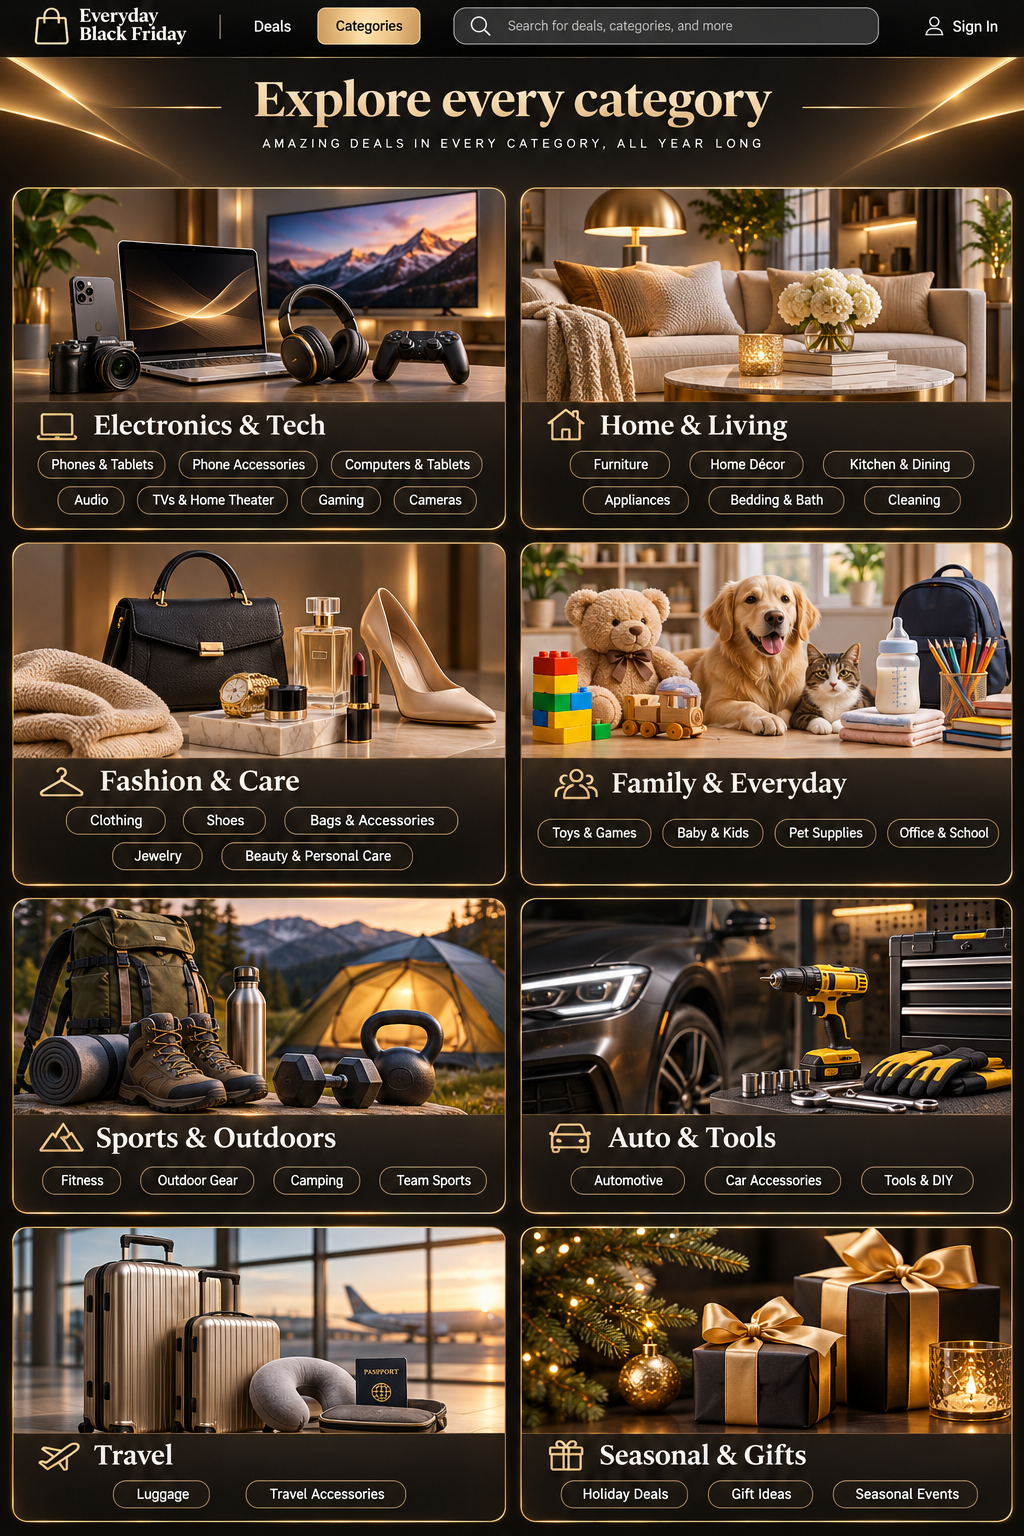 Everyday
Black Friday
Deals
Categories
Search for deals, categories, and more
Sign In
Explore every category
AMAZING DEALS IN EVERY CATEGORY, ALL YEAR LONG
Electronics & Tech
Phones & Tablets
Phone Accessories
Computers & Tablets
Audio
TVs & Home Theater
Gaming
Cameras
Home & Living
Furniture
Home Décor
Kitchen & Dining
Appliances
Bedding & Bath
Cleaning
Fashion & Care
Clothing
Shoes
Bags & Accessories
Jewelry
Beauty & Personal Care
Family & Everyday
Toys & Games
Baby & Kids
Pet Supplies
Office & School
Sports & Outdoors
Fitness
Outdoor Gear
Camping
Team Sports
Auto & Tools
Automotive
Car Accessories
Tools & DIY
PASSPORT
Travel
Luggage
Travel Accessories
Seasonal & Gifts
Holiday Deals
Gift Ideas
Seasonal Events